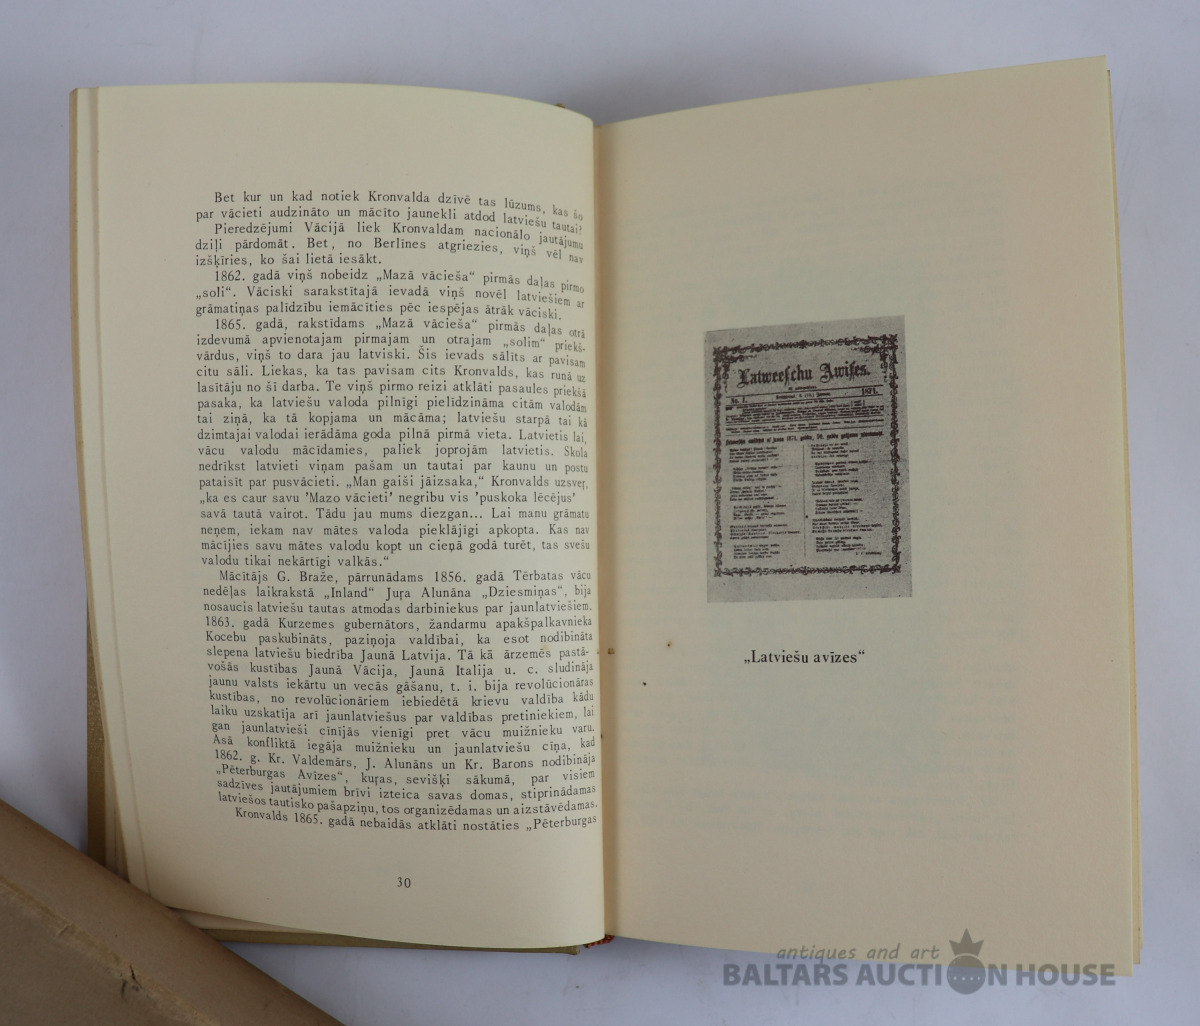 Bet kur un kad notiek Kronvalda dzīvē tas lūzums, kas šo
par vācieti audzināto un mācīto jaunekli atdod latviešu tautai?
Pieredzējumi Vācijā liek Kronvaldam nacionālo jautājumu
dziļi pārdomāt. Bet, no Berlīnes atgriezies, viņš vēl nav
izšķīries, ko šai lietā iesākt.
1862. gadā viņš nobeidz „Mazā vācieša“ pirmās daļas pirmo
„soli“. Vāciski sarakstītajā ievadā viņš novēl latviešiem ar
grāmatiņas palīdzību iemācīties pēc iespējas ātrāk vāciski.
1865. gadā, rakstīdams „Mazā vācieša“ pirmās daļas otrā
izdevumā apvienotajam pirmajam un otrajam „solim“ priekš-
vārdus, viņš to dara jau latviski. Šis ievads sālīts ar pavisam
citu sāli. Liekas, ka tas pavisam cits Kronvalds, kas runā uz
lasītāju no šī darba. Te viņš pirmo reizi atklāti pasaules priekšā
pasaka, ka latviešu valoda pilnīgi pielīdzināma citām valodām
tai ziņā, ka tā kopjama un mācāma; latviešu starpā tai kā
dzimtajai valodai ierādāma goda pilnā pirmā vieta. Latvietis lai,
vācu valodu mācīdamies, paliek joprojām latvietis. Skola
nedrīkst latvieti viņam pašam un tautai par kaunu un postu
pataisīt par pusvācieti. „Man gaiši jāizsaka,“ Kronvalds uzsveŗ,
„ka es caur savu 'Mazo vācieti' negribu vis 'puskoka lēcējus'
savā tautā vairot. Tādu jau mums diezgan... Lai manu grāmatu
neņem, iekam nav mātes valoda pieklājīgi apkopta. Kas nav
mācījies savu mātes valodu kopt un cieņā godā turēt, tas svešu
valodu tikai nekārtīgi valkās.“
Mācītājs G. Braže, pārrunādams 1856. gadā Tērbatas vācu
nedēļas laikrakstā „Inland“ Juŗa Alunāna „Dziesmiņas“, bija
nosaucis latviešu tautas atmodas darbiniekus par jaunlatviešiem.
1863. gadā Kurzemes gubernātors, žandarmu apakšpalkavnieka
Kocebu paskubināts, paziņoja valdībai, ka esot nodibināta
slepena latviešu biedrība Jaunā Latvija. Tā kā ārzemēs pastā-
vošās kustības Jaunā Vācija, Jaunā Italija u. c. sludināja
jaunu valsts iekārtu un vecās gāšanu, t. i. bija revolūcionāras
kustības, no revolūcionāriem iebiedētā krievu valdība kādu
laiku uzskatīja arī jaunlatviešus par valdības pretiniekiem, lai
gan jaunlatvieši cīnījās vienīgi pret vācu muižnieku varu.
Asā konfliktā iegāja muižnieku un jaunlatviešu cīņa, kad
1862. g. Kr. Valdemārs, J. Alunāns un Kr. Barons nodibināja
„Pēterburgas Avīzes“, kuŗas, sevišķi sākumā, par visiem
sadzīves jautājumiem brīvi izteica savas domas, stiprinādamas
latviešos tautisko pašapziņu, tos organizēdamas un aizstāvēdamas.
Kronvalds 1865. gadā nebaidās atklāti nostāties „Pēterburgas
30
Latweeschu Awises.
No. 1.
1871.
„Latviešu avīzes“
antiques and art
BALTARS AUCTION HOUSE